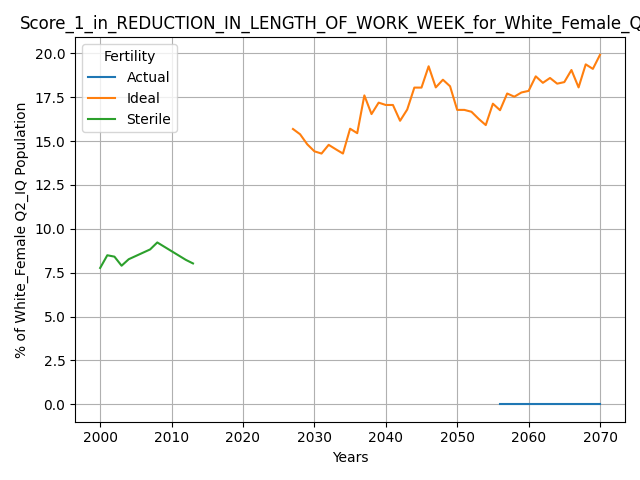 Score_1_in_REDUCTION_IN_LENGTH_OF_WORK_WEEK_for_White_Female_Q
Fertility
Actual
Ideal
Sterile
% of White_Female Q2_IQ Population
20.0
17.5
15.0
12.5
10.0
7.5
5.0
2.5
0.0
2000 2010 2020 2030 2040 2050 2060 2070
Years